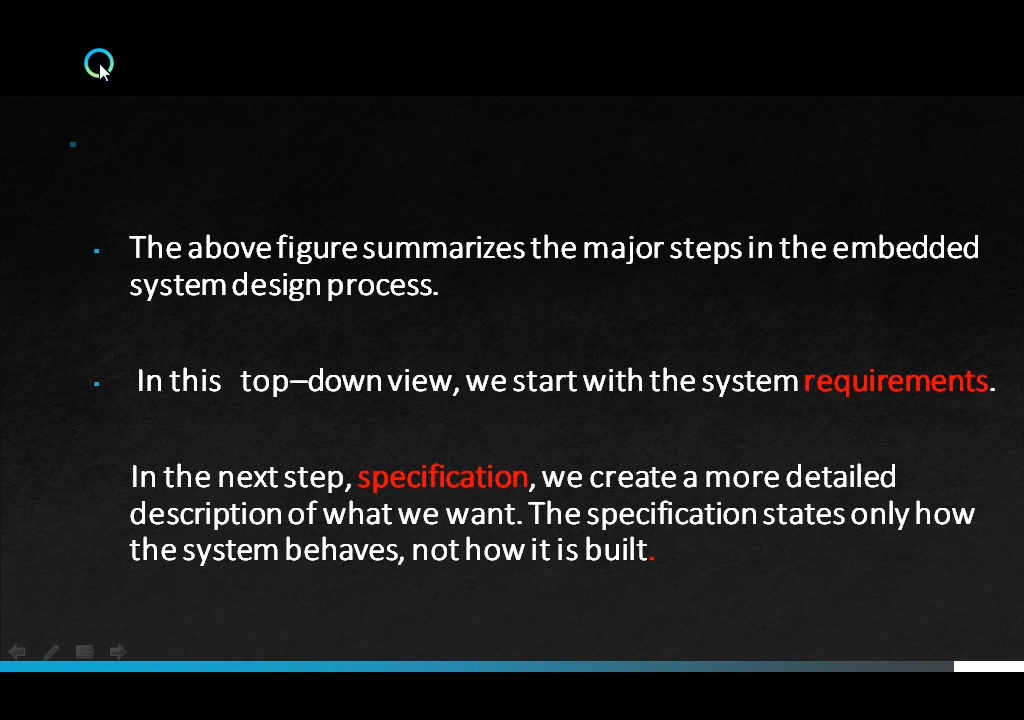 The above figure summarizes the major steps in the embedded
system design process.
In this top–down view, we start with the system requirements.
In the next step, specification, we create a more detailed
description of what we want. The specification states only how
the system behaves, not how it is built.